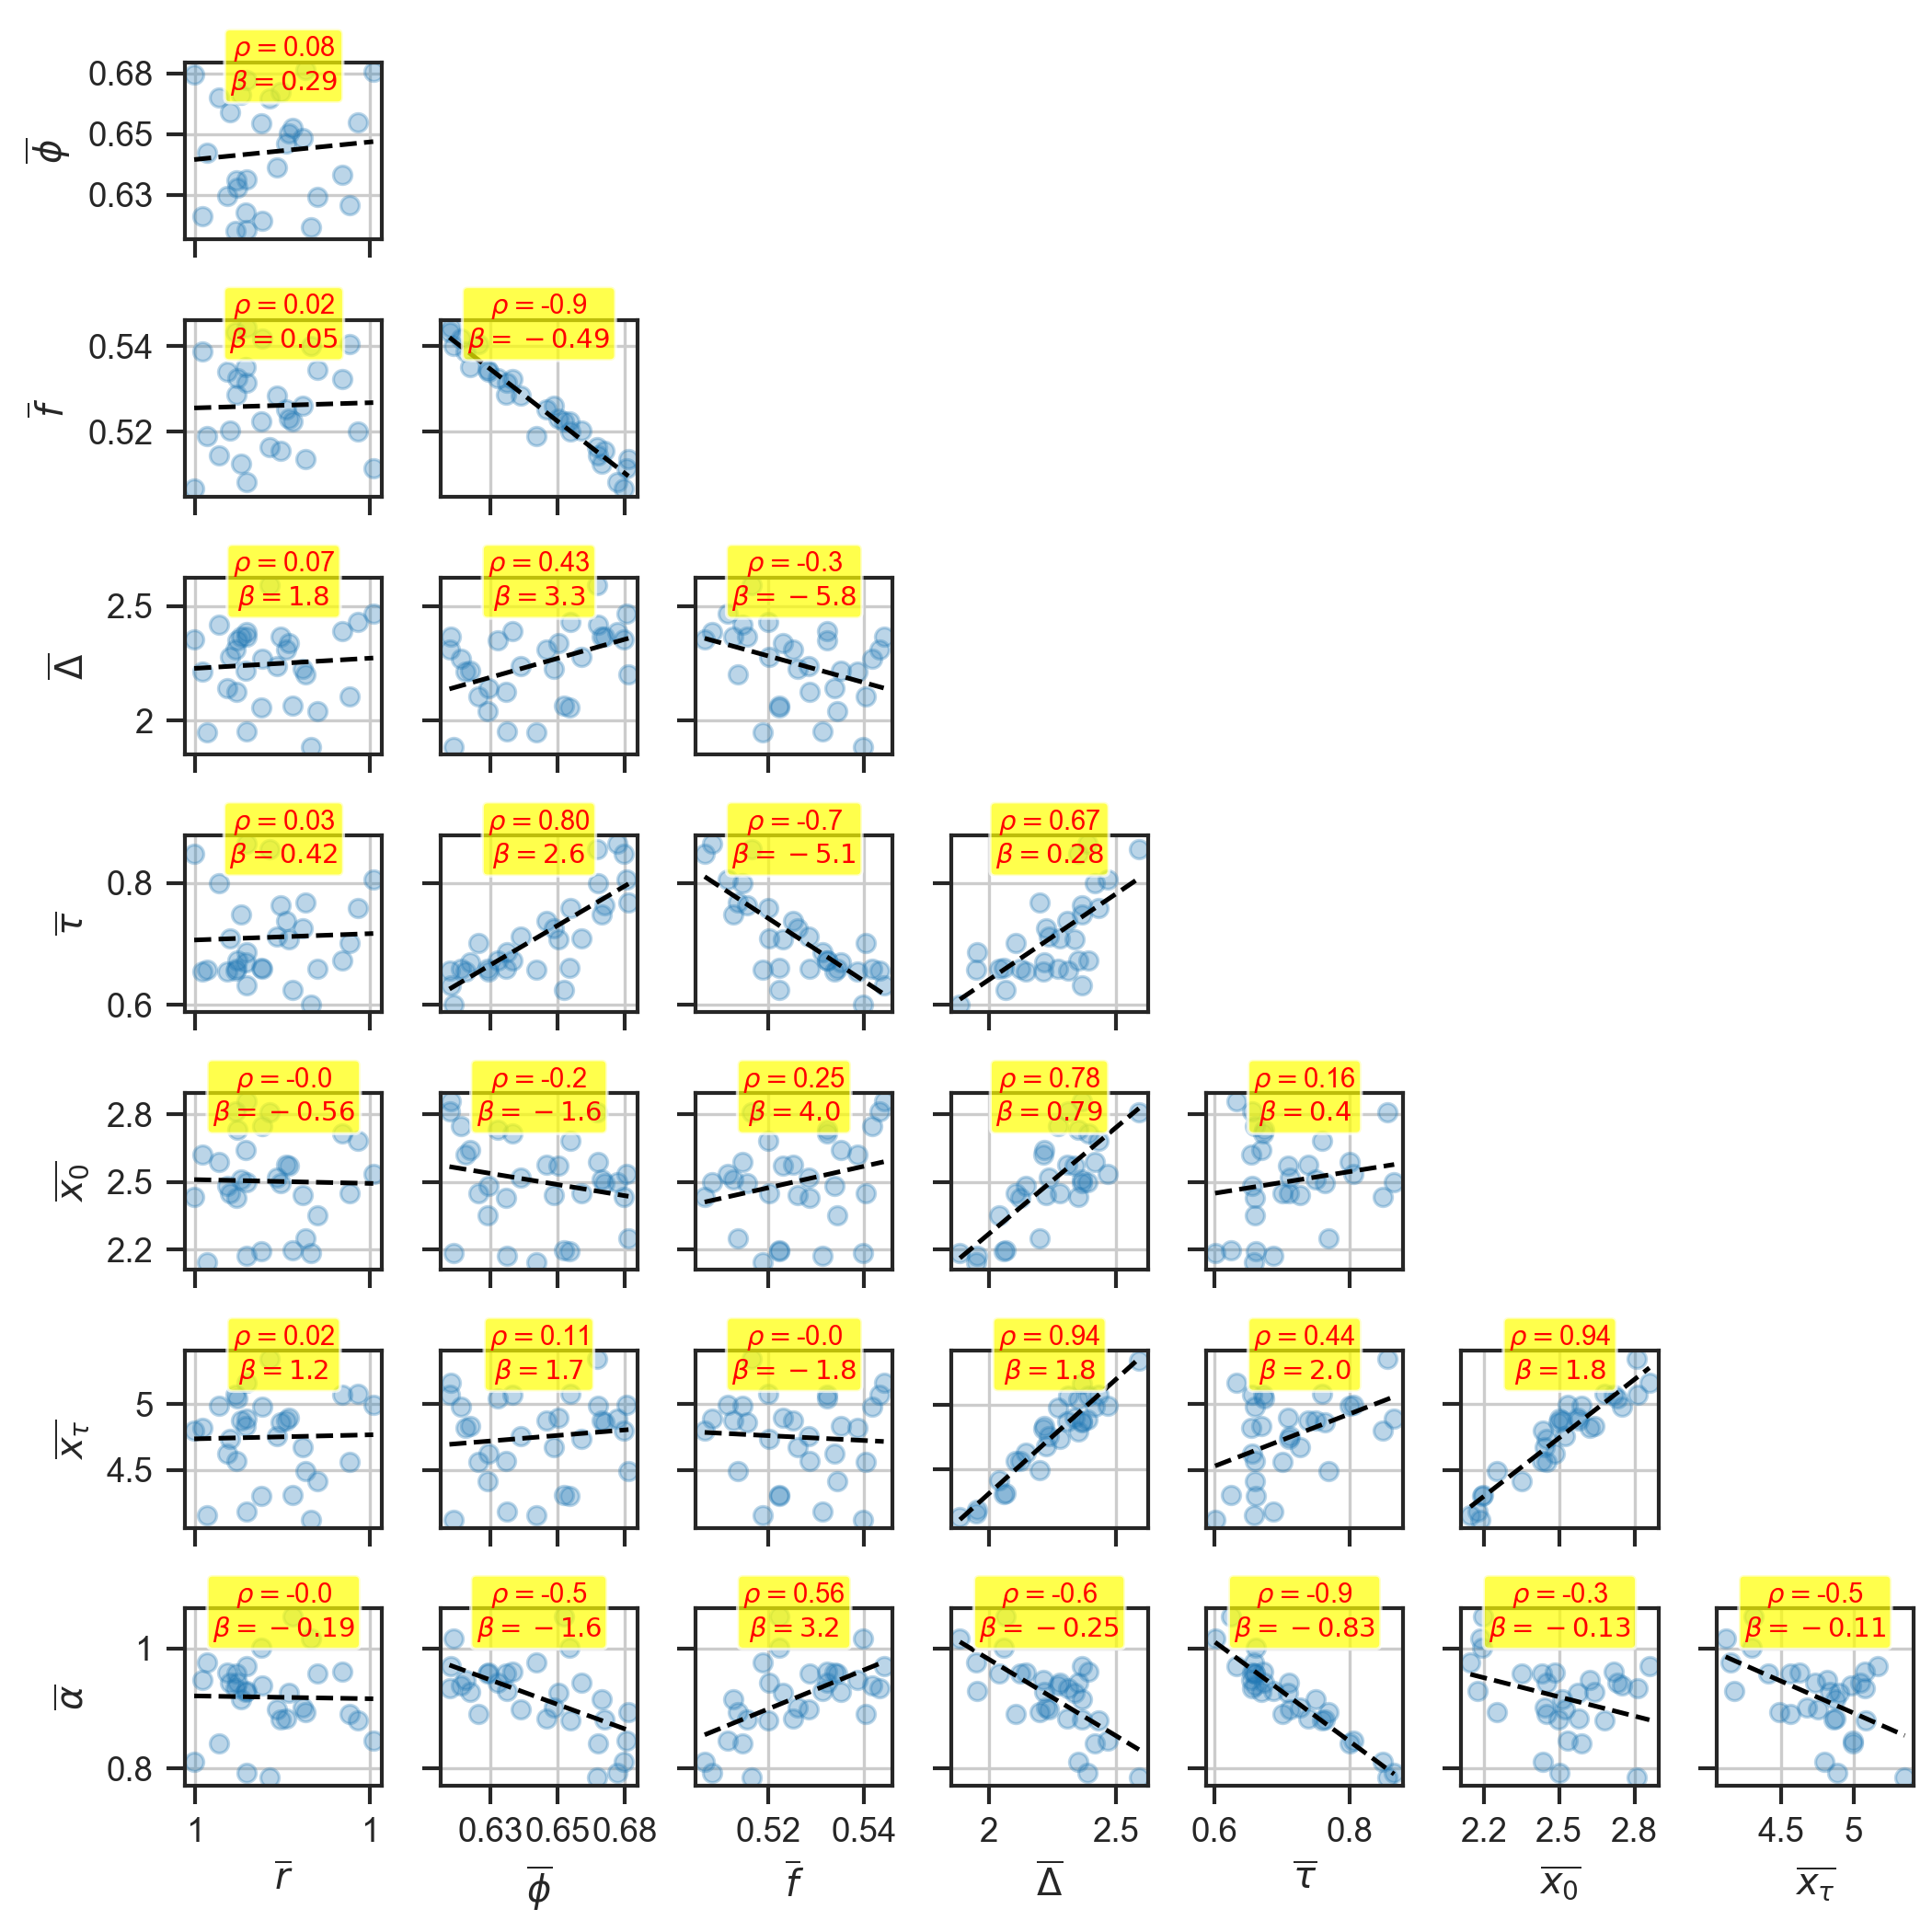 ρ = 0.08
β = 0.29
0.68
0.65
0.63
ϕ̅
ρ = 0.02
β = 0.05
ρ = -0.9
β = −0.49
0.54
0.52
f̅
ρ = 0.07
β = 1.8
ρ = 0.43
β = 3.3
ρ = -0.3
β = −5.8
2.5
2
Δ̅
ρ = 0.03
β = 0.42
ρ = 0.80
β = 2.6
ρ = -0.7
β = −5.1
ρ = 0.67
β = 0.28
0.8
0.6
τ̅
ρ = -0.0
β = −0.56
ρ = -0.2
β = −1.6
ρ = 0.25
β = 4.0
ρ = 0.78
β = 0.79
ρ = 0.16
β = 0.4
2.8
2.5
2.2
x̅₀
ρ = 0.02
β = 1.2
ρ = 0.11
β = 1.7
ρ = -0.0
β = −1.8
ρ = 0.94
β = 1.8
ρ = 0.44
β = 2.0
ρ = 0.94
β = 1.8
5
4.5
x̅_τ
ρ = -0.0
β = −0.19
ρ = -0.5
β = −1.6
ρ = 0.56
β = 3.2
ρ = -0.6
β = −0.25
ρ = -0.9
β = −0.83
ρ = -0.3
β = −0.13
ρ = -0.5
β = −0.11
1
0.8
α̅
1 1 0.63 0.65 0.68 0.52 0.54 2 2.5 0.6 0.8 2.2 2.5 2.8 4.5 5
r̅ ϕ̅ f̅ Δ̅ τ̅ x̅₀ x̅_τ